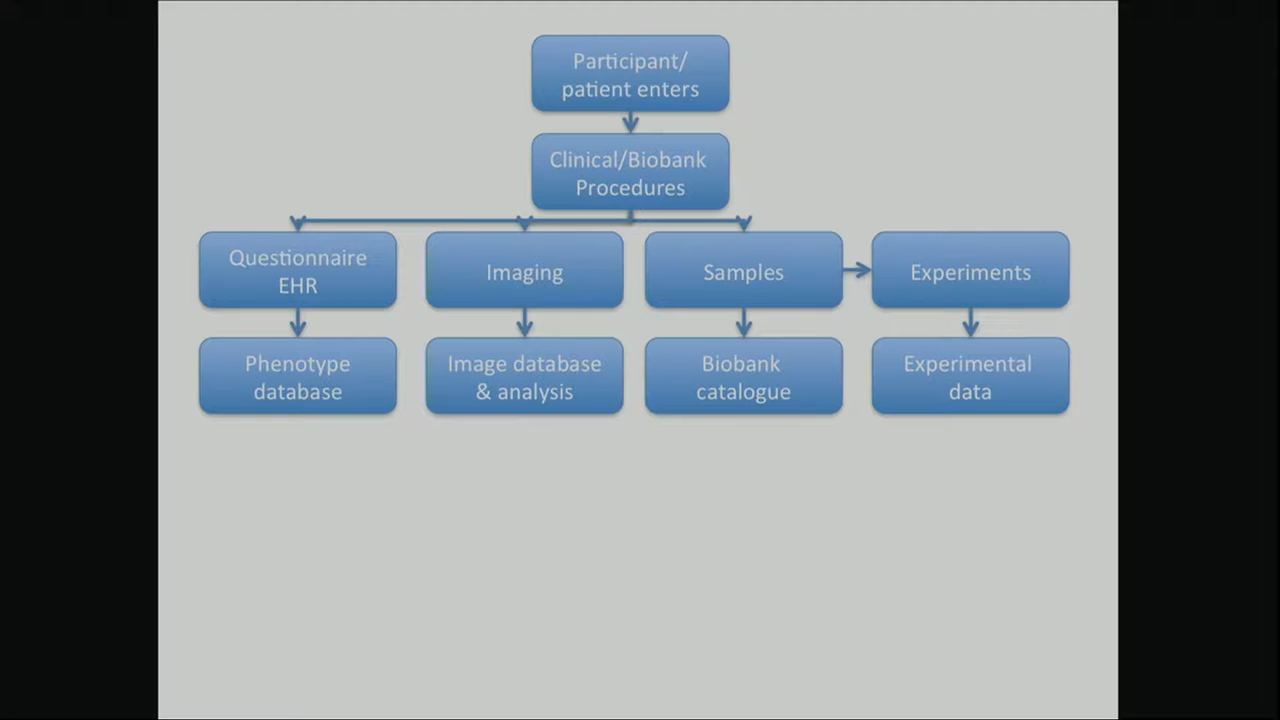 Participant/
patient enters
Clinical/Biobank
Procedures
Questionnaire
EHR
Imaging
Samples
Experiments
Phenotype
database
Image database
& analysis
Biobank
catalogue
Experimental
data